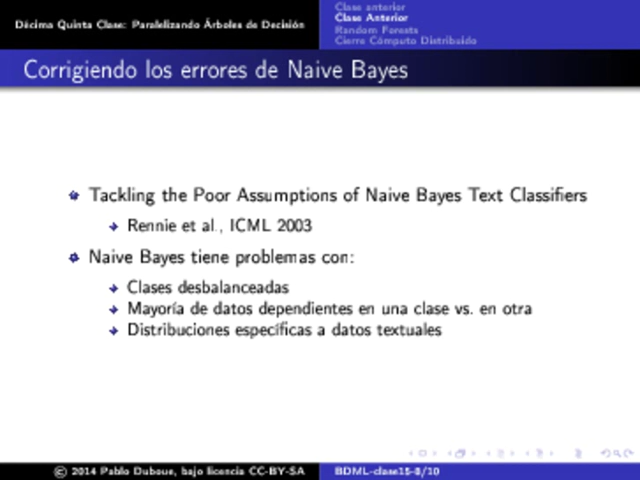 Décima Quinta Clase: Paralelizando Árboles de Decisión
Clase anterior
Clase Anterior
Random Forests
Cierre Cómputo Distribuido
Corrigiendo los errores de Naive Bayes
Tackling the Poor Assumptions of Naive Bayes Text Classifiers
Rennie et al., ICML 2003
Naive Bayes tiene problemas con:
Clases desbalanceadas
Mayoría de datos dependientes en una clase vs. en otra
Distribuciones específicas a datos textuales
© 2014 Pablo Duboue, bajo licencia CC-BY-SA
BDML-clase15-8/10